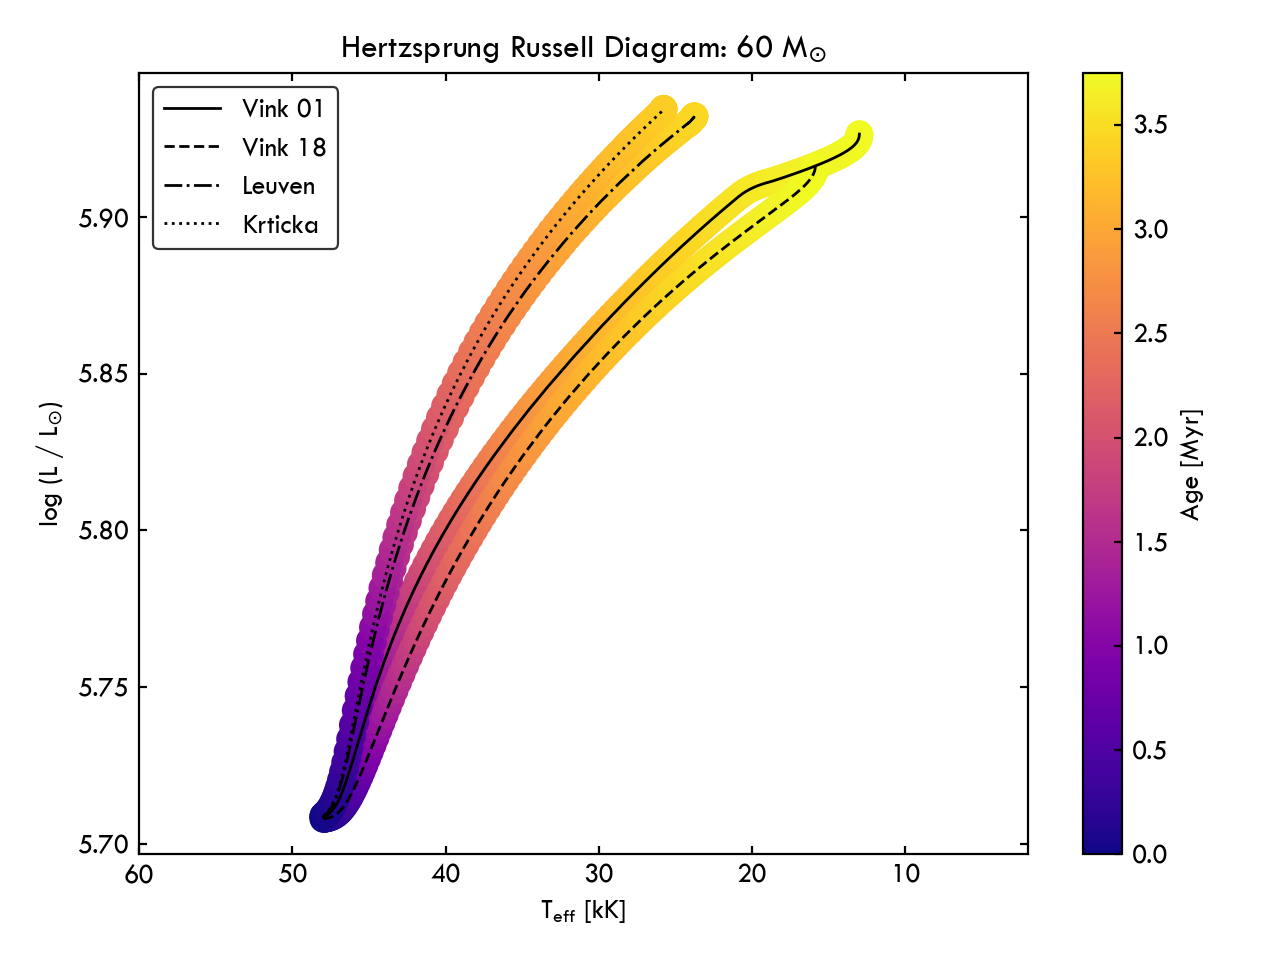 Hertzsprung Russell Diagram: 60 M⊙
Vink 01
Vink 18
Leuven
Krticka
5.90
5.85
5.80
5.75
5.70
log (L / L⊙)
60 50 40 30 20 10
T_eff [kK]
3.5
3.0
2.5
2.0
1.5
1.0
0.5
0.0
Age [Myr]